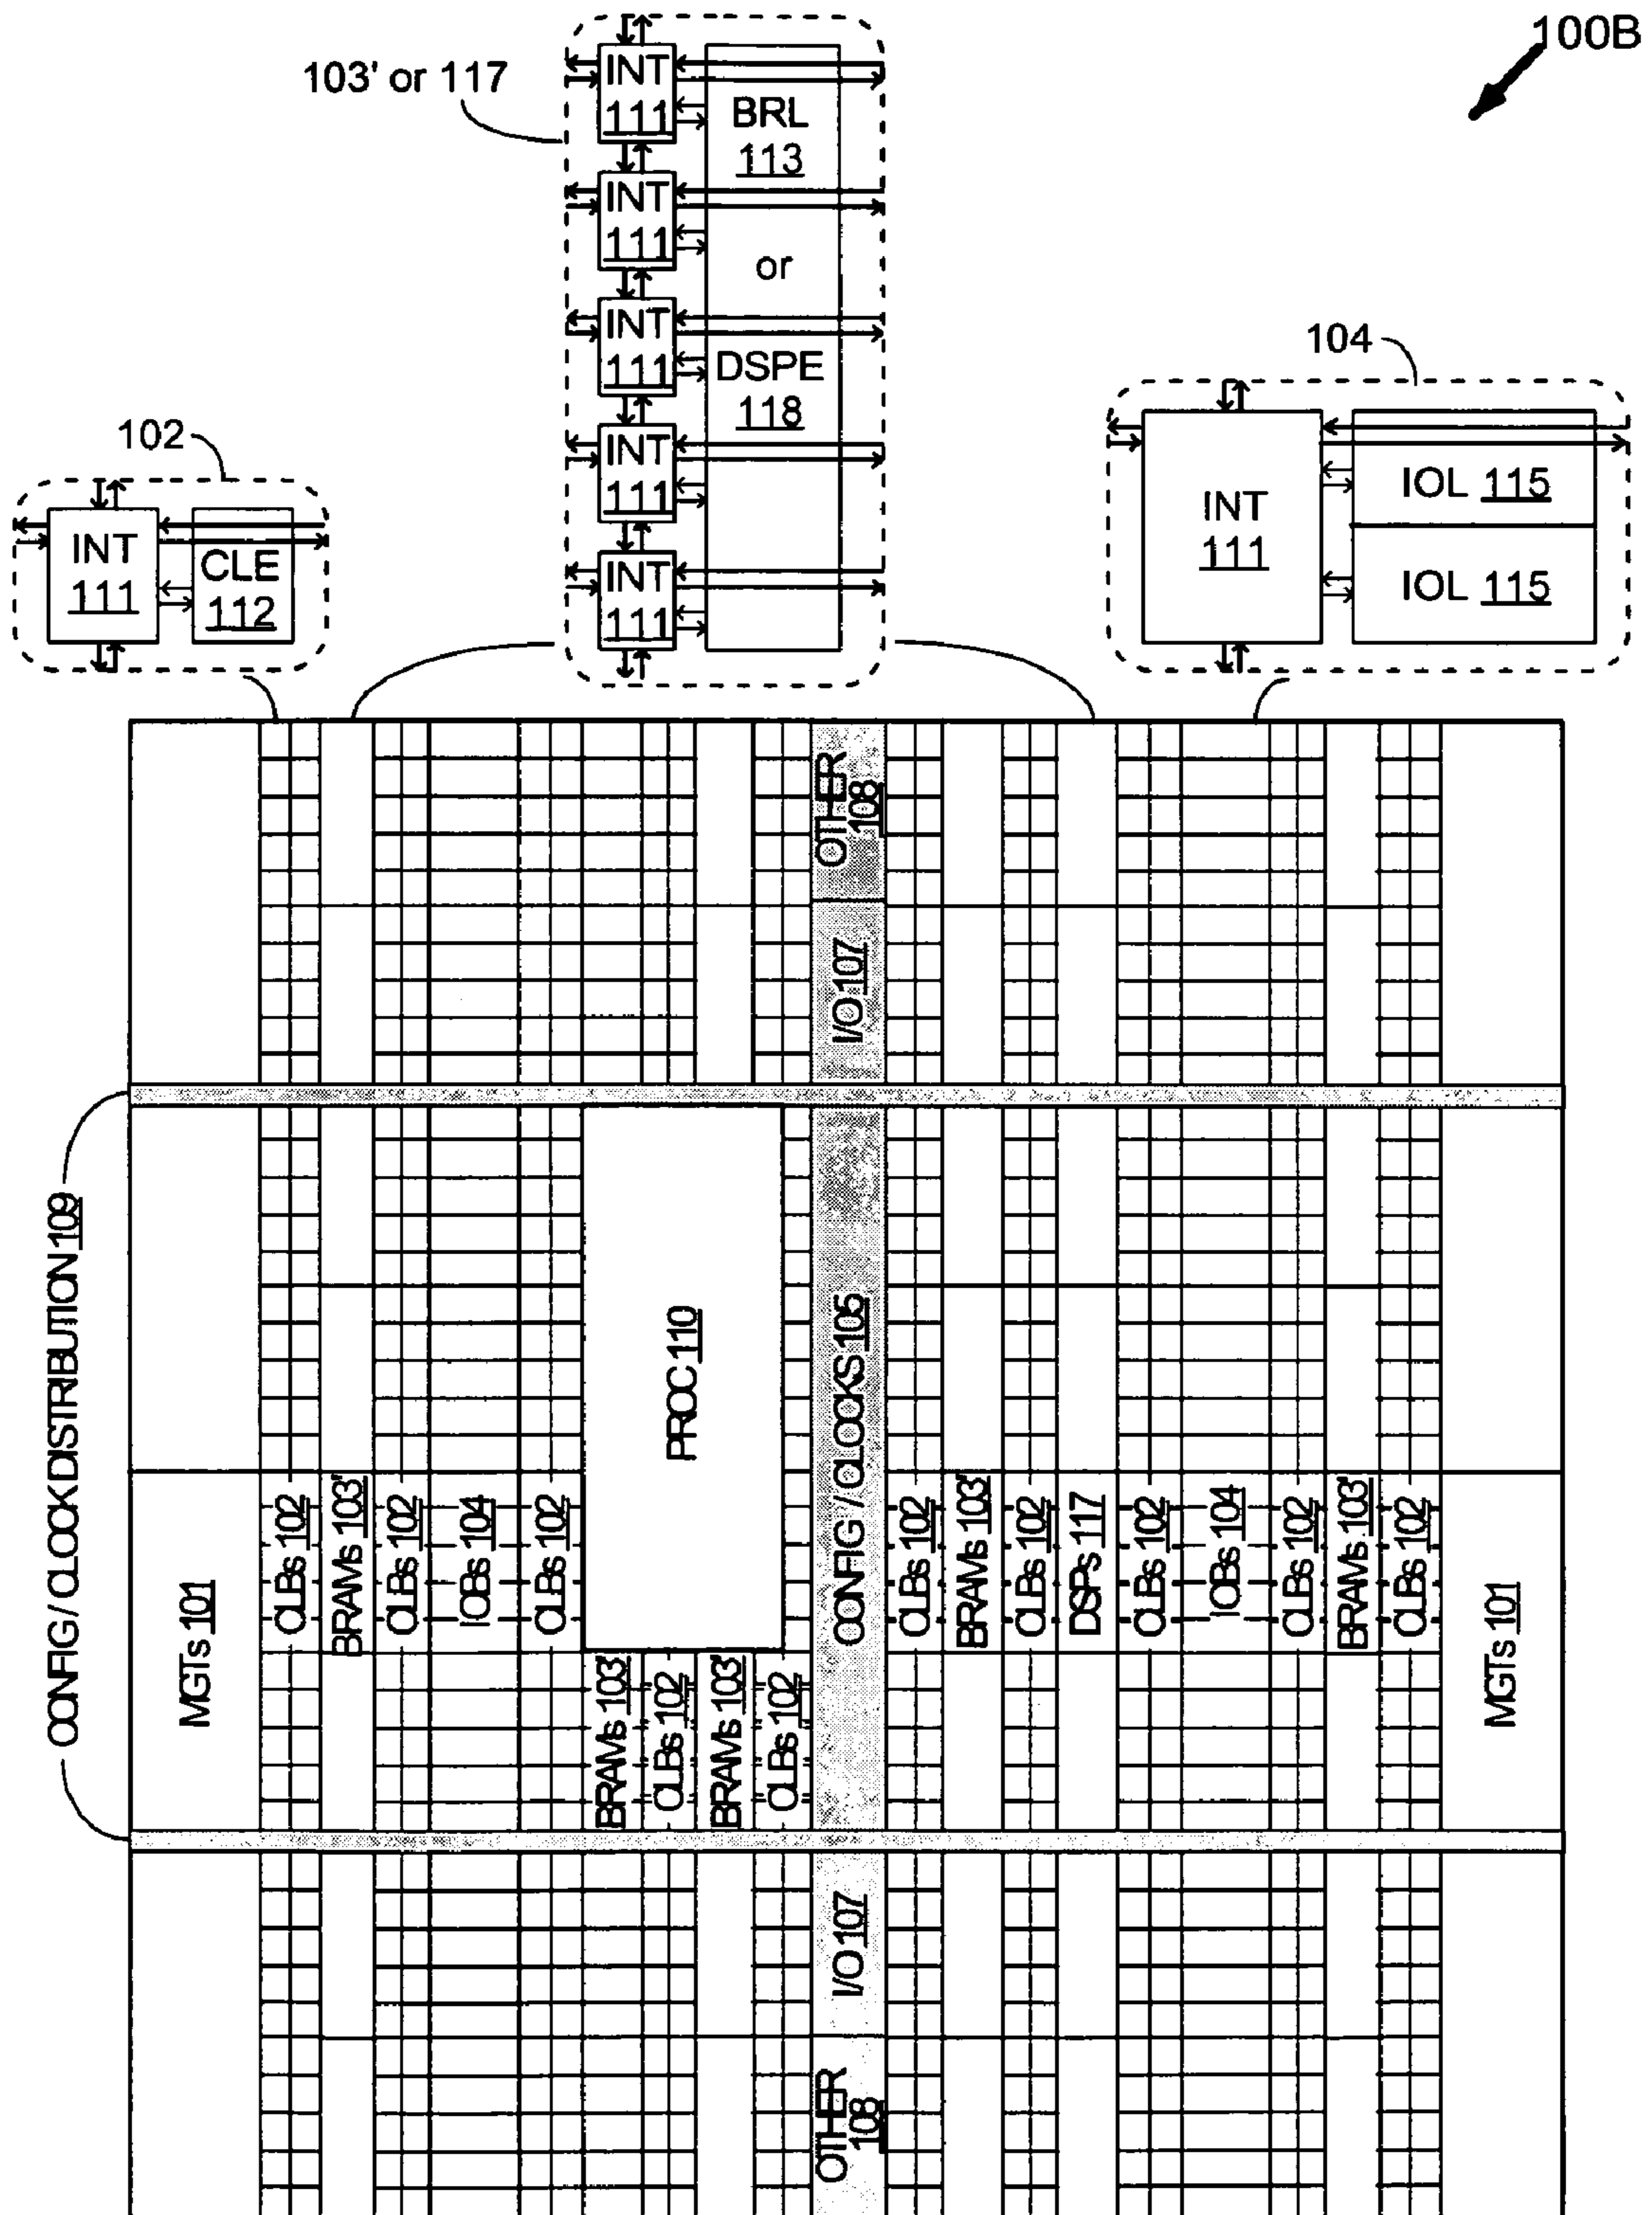 100B
103' or 117
INT
111
INT
111
INT
111
INT
111
INT
111
BRL
113
or
DSPE
118
104
INT
111
IOL 115
IOL 115
102
INT
111
CLE
112
OTHER
108
I/O 107
CONFIG / CLOCK DISTRIBUTION 109
PROC 110
CONFIG / CLOCKS 105
MGTs 101
CLBs 102
BRAMs 103'
CLBs 102
IOBs 104
CLBs 102
BRAMs 103'
CLBs 102
BRAMs 103'
CLBs 102
CLBs 102
BRAMs 103'
CLBs 102
DSPs 117
CLBs 102
IOBs 104
CLBs 102
BRAMs 103'
CLBs 102
MGTs 101
I/O 107
OTHER
108